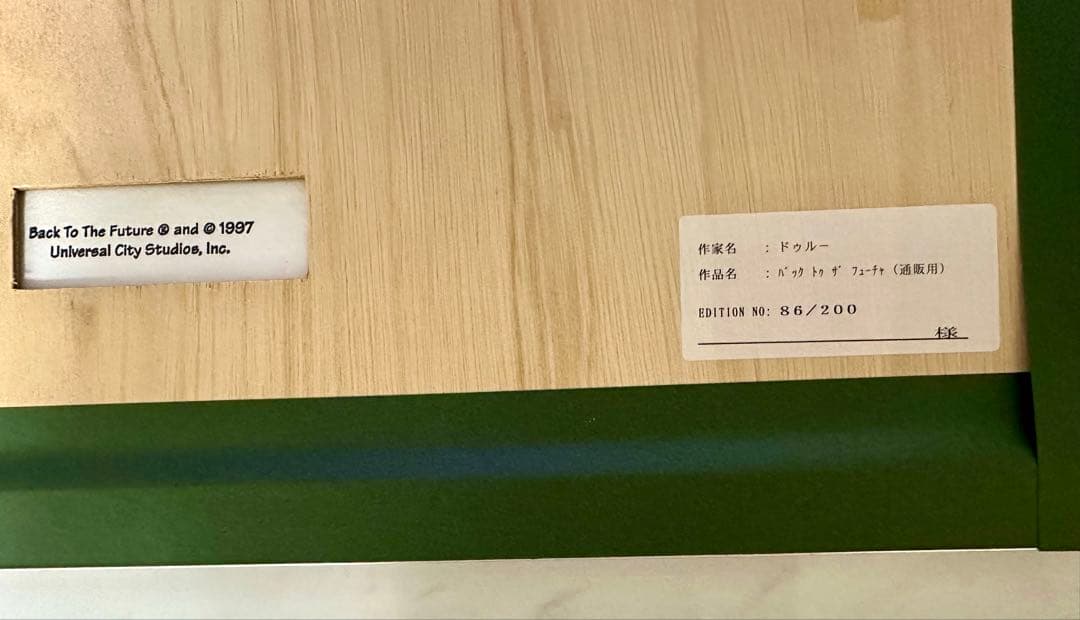 Back To The Future ® and © 1997
Universal City Studios, Inc.
作家名 : ドゥルー
作品名 : ﾊﾞｯｸ ﾄｩ ｻﾞ ﾌｭｰﾁｬ (通販用)
EDITION NO: 86/200
様